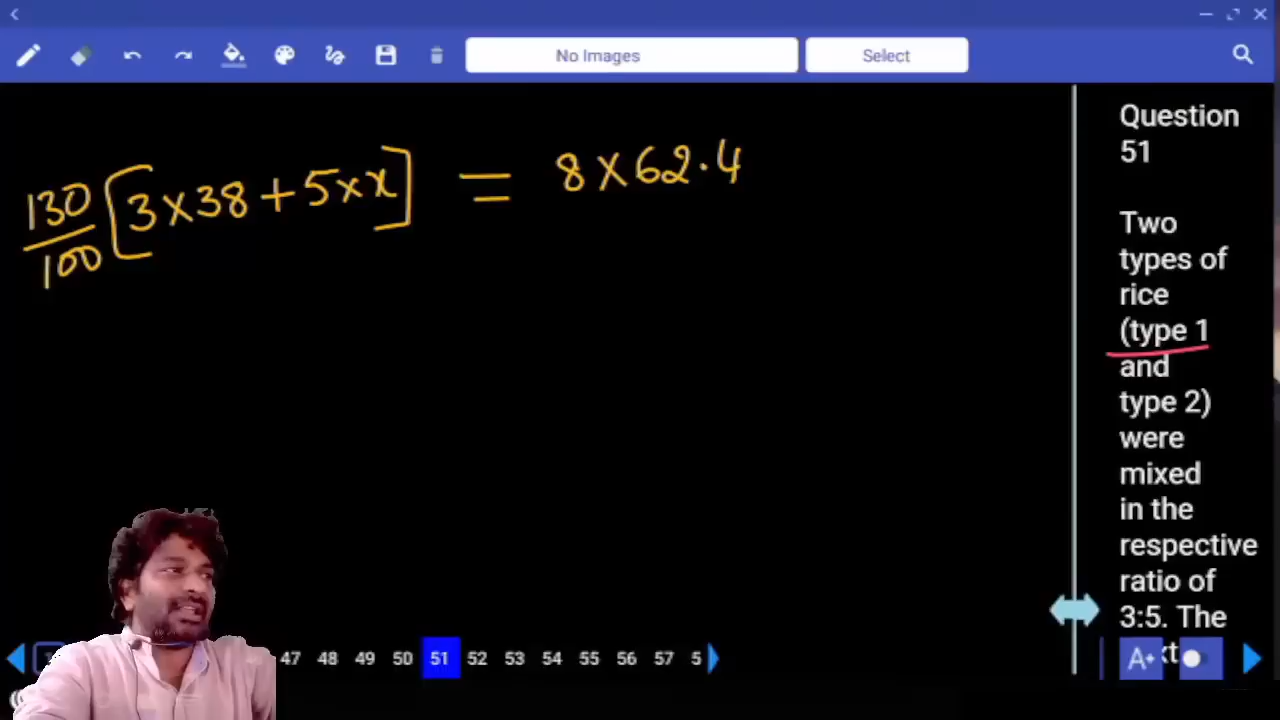 No Images
Select
130/100 [3×38+5×x] = 8×62.4
Question
51
Two
types of
rice
(type 1
and
type 2)
were
mixed
in the
respective
ratio of
3:5. The
47 48 49 50 51 52 53 54 55 56 57 5
A+